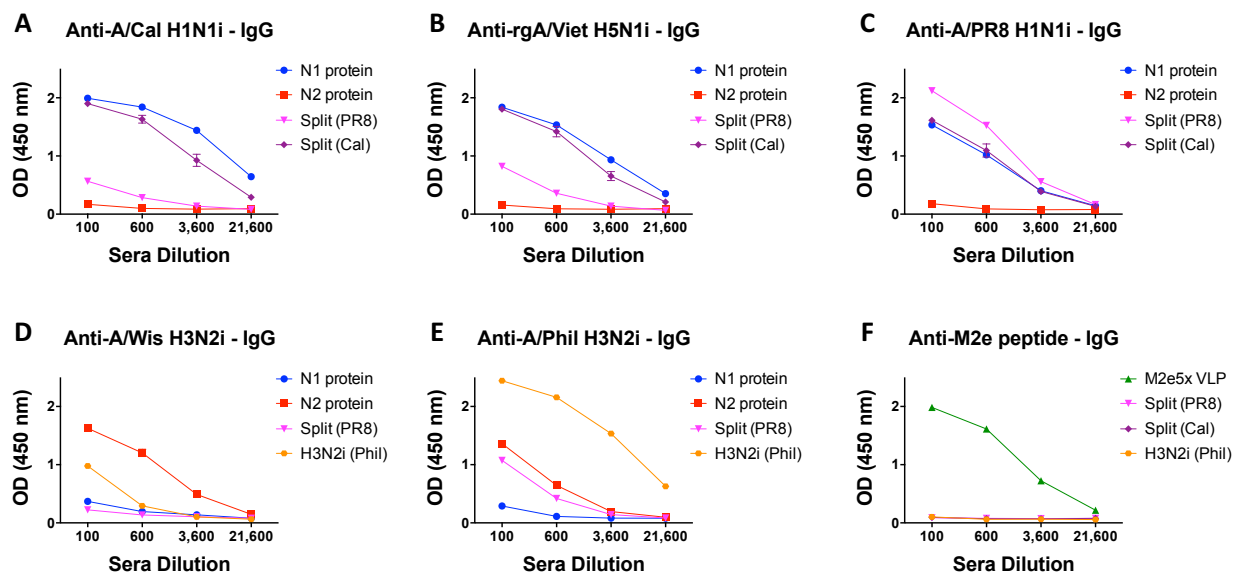 A
Anti-A/Cal H1N1i - IgG
OD (450 nm)
2
1
0
100
600
3,600
21,600
Sera Dilution
N1 protein
N2 protein
Split (PR8)
Split (Cal)
B
Anti-rgA/Viet H5N1i - IgG
OD (450 nm)
2
1
0
100
600
3,600
21,600
Sera Dilution
N1 protein
N2 protein
Split (PR8)
Split (Cal)
C
Anti-A/PR8 H1N1i - IgG
OD (450 nm)
2
1
0
100
600
3,600
21,600
Sera Dilution
N1 protein
N2 protein
Split (PR8)
Split (Cal)
D
Anti-A/Wis H3N2i - IgG
OD (450 nm)
2
1
0
100
600
3,600
21,600
Sera Dilution
N1 protein
N2 protein
Split (PR8)
H3N2i (Phil)
E
Anti-A/Phil H3N2i - IgG
OD (450 nm)
2
1
0
100
600
3,600
21,600
Sera Dilution
N1 protein
N2 protein
Split (PR8)
H3N2i (Phil)
F
Anti-M2e peptide - IgG
OD (450 nm)
2
1
0
100
600
3,600
21,600
Sera Dilution
M2e5x VLP
Split (PR8)
Split (Cal)
H3N2i (Phil)